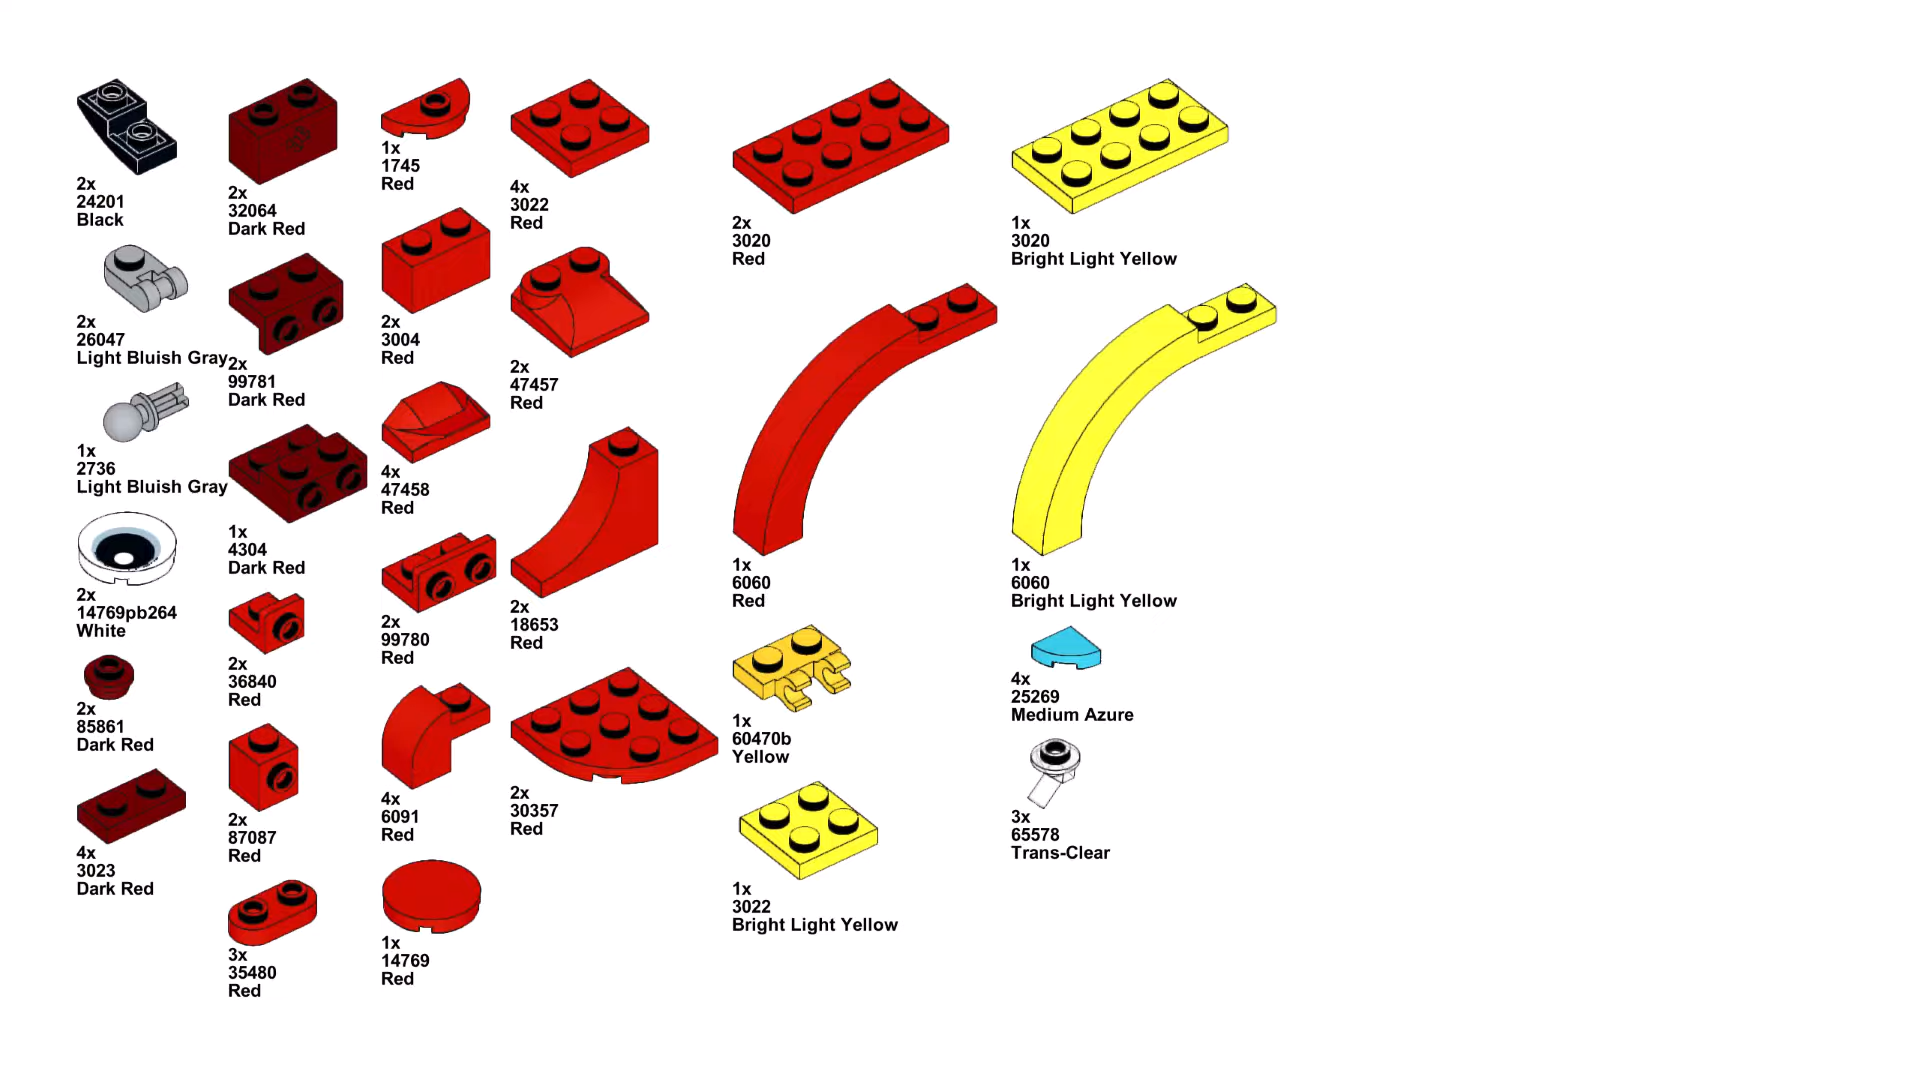 2x
24201
Black
2x
26047
Light Bluish Gray
1x
2736
Light Bluish Gray
2x
14769pb264
White
2x
85861
Dark Red
4x
3023
Dark Red
2x
32064
Dark Red
2x
99781
Dark Red
1x
4304
Dark Red
2x
36840
Red
2x
87087
Red
3x
35480
Red
1x
1745
Red
2x
3004
Red
4x
47458
Red
2x
99780
Red
4x
6091
Red
1x
14769
Red
4x
3022
Red
2x
47457
Red
2x
18653
Red
2x
30357
Red
2x
3020
Red
1x
6060
Red
1x
60470b
Yellow
1x
3022
Bright Light Yellow
1x
3020
Bright Light Yellow
1x
6060
Bright Light Yellow
4x
25269
Medium Azure
3x
65578
Trans-Clear